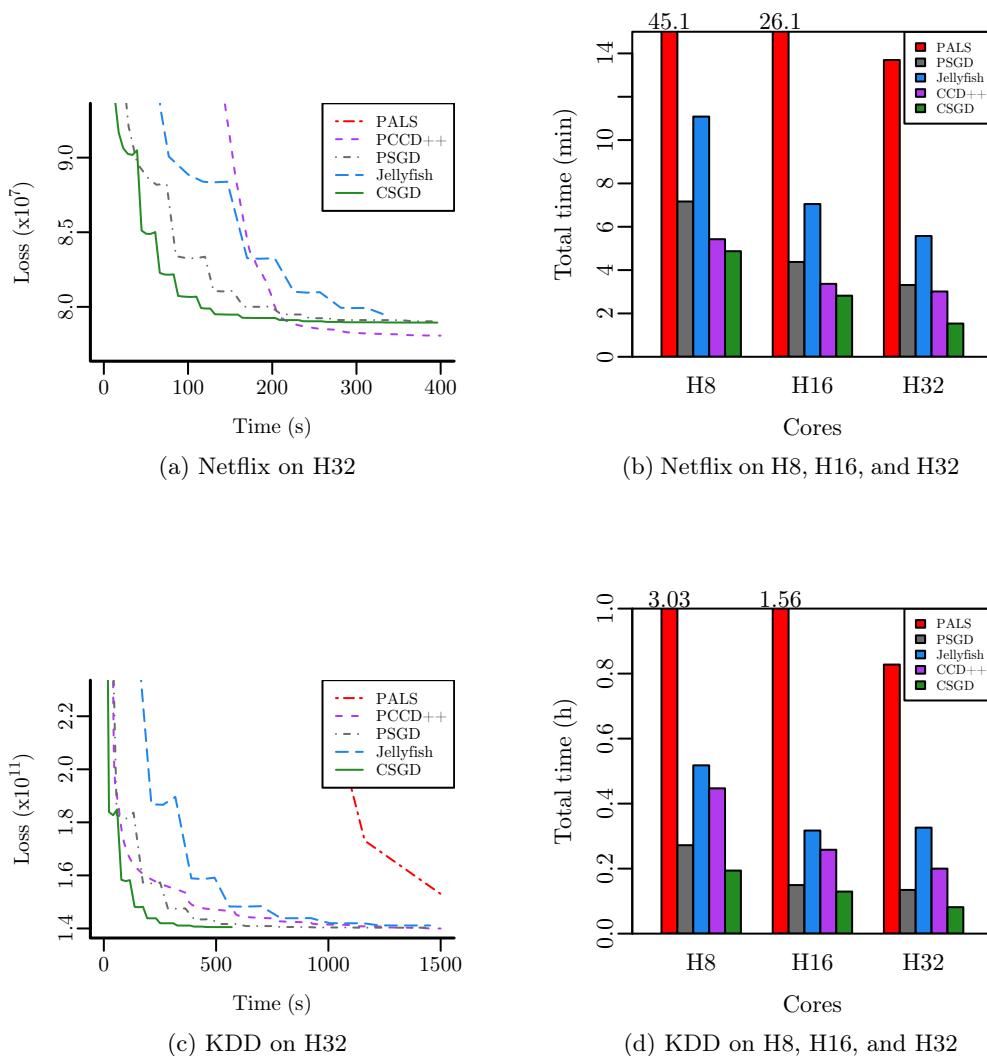 Loss (x10⁷)
9.0
8.5
8.0
PALS
PCCD++
PSGD
Jellyfish
CSGD
0 100 200 300 400
Time (s)
(a) Netflix on H32
45.1 26.1
Total time (min)
14
10
8
6
4
2
0
PALS
PSGD
Jellyfish
CCD++
CSGD
H8 H16 H32
Cores
(b) Netflix on H8, H16, and H32
Loss (x10¹¹)
2.2
2.0
1.8
1.6
1.4
PALS
PCCD++
PSGD
Jellyfish
CSGD
0 500 1000 1500
Time (s)
(c) KDD on H32
3.03 1.56
Total time (h)
1.0
0.8
0.6
0.4
0.2
0.0
PALS
PSGD
Jellyfish
CCD++
CSGD
H8 H16 H32
Cores
(d) KDD on H8, H16, and H32